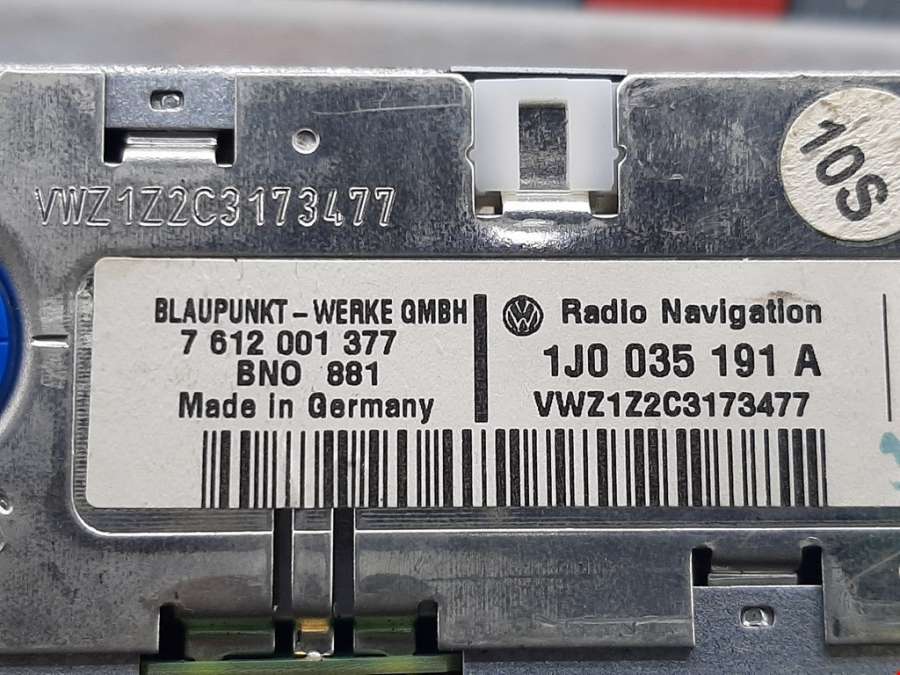 10S
VWZ1Z2C3173477
BLAUPUNKT - WERKE GMBH
7 612 001 377
BNO 881
Made in Germany
Radio Navigation
1J0 035 191 A
VWZ1Z2C3173477